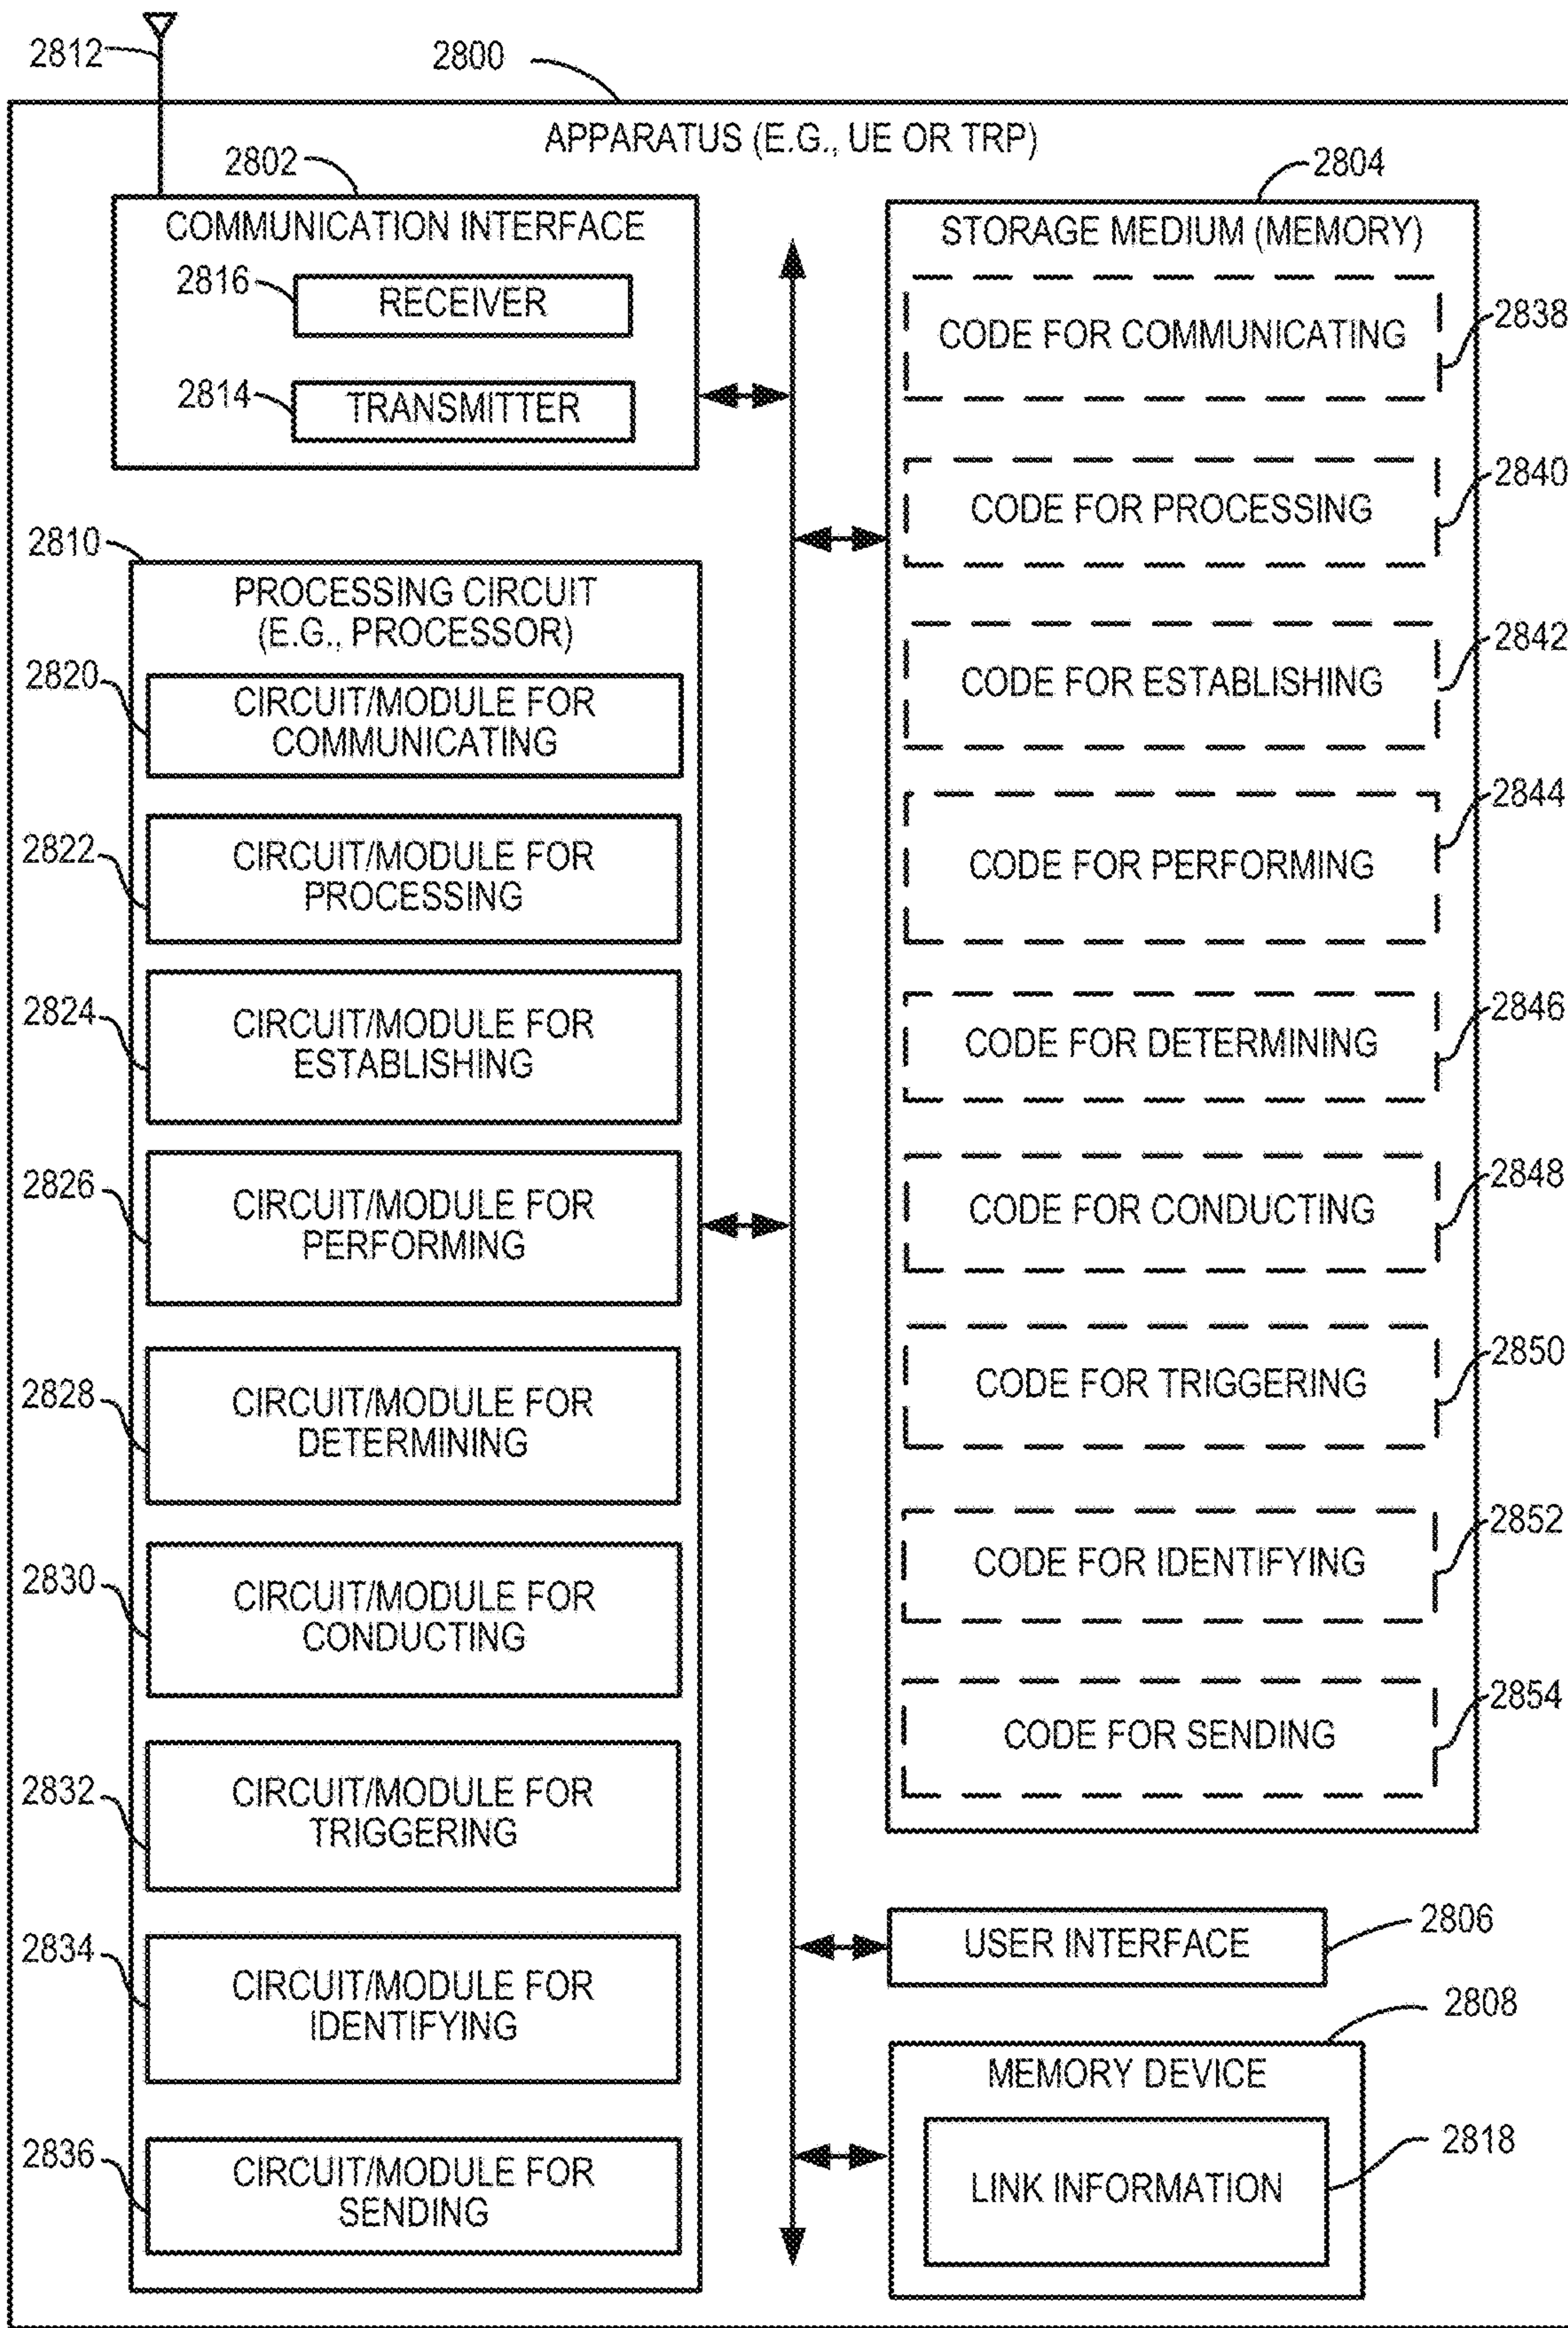 2812
2800
APPARATUS (E.G., UE OR TRP)
2802
COMMUNICATION INTERFACE
2816
RECEIVER
2814
TRANSMITTER
2810
PROCESSING CIRCUIT
(E.G., PROCESSOR)
2820
CIRCUIT/MODULE FOR
COMMUNICATING
2822
CIRCUIT/MODULE FOR
PROCESSING
2824
CIRCUIT/MODULE FOR
ESTABLISHING
2826
CIRCUIT/MODULE FOR
PERFORMING
2828
CIRCUIT/MODULE FOR
DETERMINING
2830
CIRCUIT/MODULE FOR
CONDUCTING
2832
CIRCUIT/MODULE FOR
TRIGGERING
2834
CIRCUIT/MODULE FOR
IDENTIFYING
2836
CIRCUIT/MODULE FOR
SENDING
2804
STORAGE MEDIUM (MEMORY)
CODE FOR COMMUNICATING
2838
CODE FOR PROCESSING
2840
CODE FOR ESTABLISHING
2842
CODE FOR PERFORMING
2844
CODE FOR DETERMINING
2846
CODE FOR CONDUCTING
2848
CODE FOR TRIGGERING
2850
CODE FOR IDENTIFYING
2852
CODE FOR SENDING
2854
USER INTERFACE
2806
2808
MEMORY DEVICE
LINK INFORMATION
2818